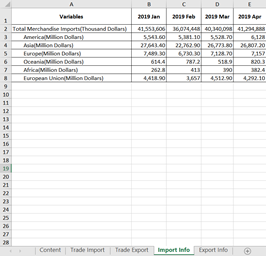 A B C D E
1 Variables 2019 Jan 2019 Feb 2019 Mar 2019 Apr
2 Total Merchandise Imports(Thousand Dollars) 41,553,606 36,074,448 40,340,098 41,294,888
3 America(Million Dollars) 5,543.60 5,381.10 5,528.70 6,128
4 Asia(Million Dollars) 27,643.40 22,762.90 26,773.80 26,807.20
5 Europe(Million Dollars) 7,489.30 6,730.30 7,128.70 7,157
6 Oceania(Million Dollars) 614.4 787.2 518.9 820.3
7 Africa(Million Dollars) 262.8 413 390 382.4
8 European Union(Million Dollars) 4,418.90 3,657 4,512.90 4,292.10
9
10
11
12
13
14
15
16
17
18
19
20
21
22
23
24
25
26
27
28
Content Trade Import Trade Export Import Info Export Info